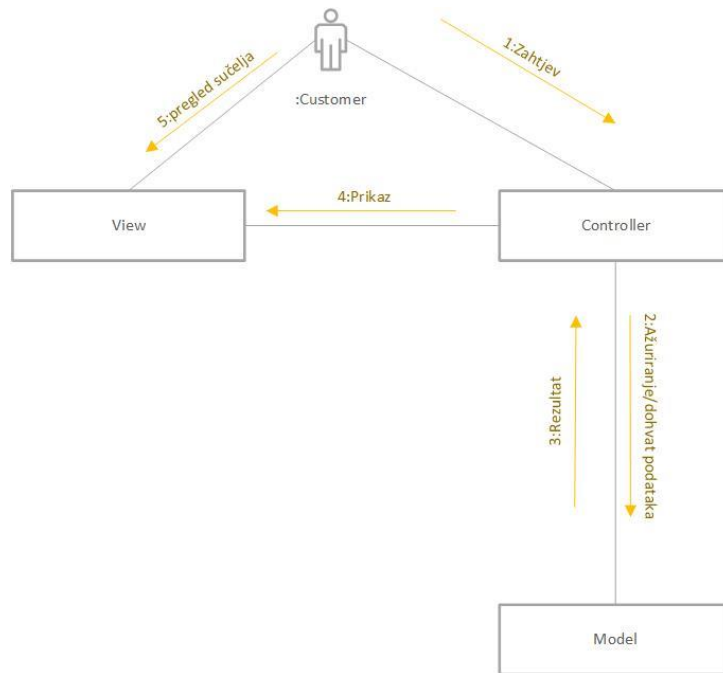 1:Zahtjev
5:pregled sučelja
:Customer
4:Prikaz
View
Controller
2:Ažuriranje/dohvat podataka
3:Rezultat
Model